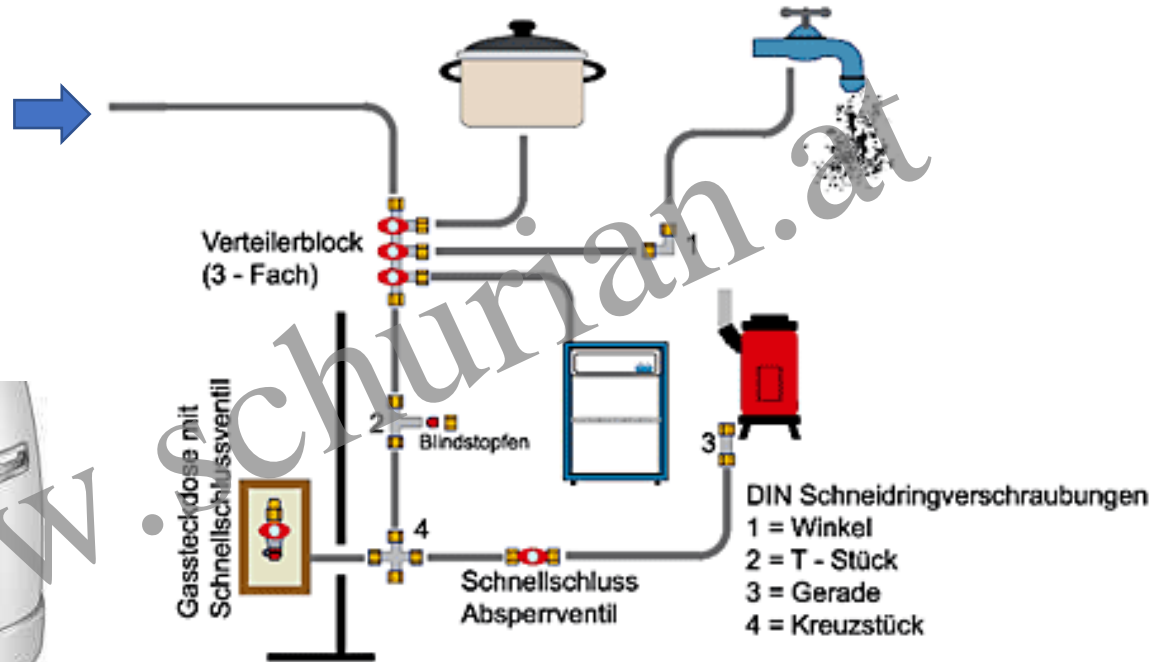 Verteilerblock
(3 - Fach)
1
2
Blindstopfen
3
4
Gassteckdose mit
Schnellschlussventil
Schnellschluss
Absperrventil
DIN Schneidringverschraubungen
1 = Winkel
2 = T - Stück
3 = Gerade
4 = Kreuzstück
w.schurian.at